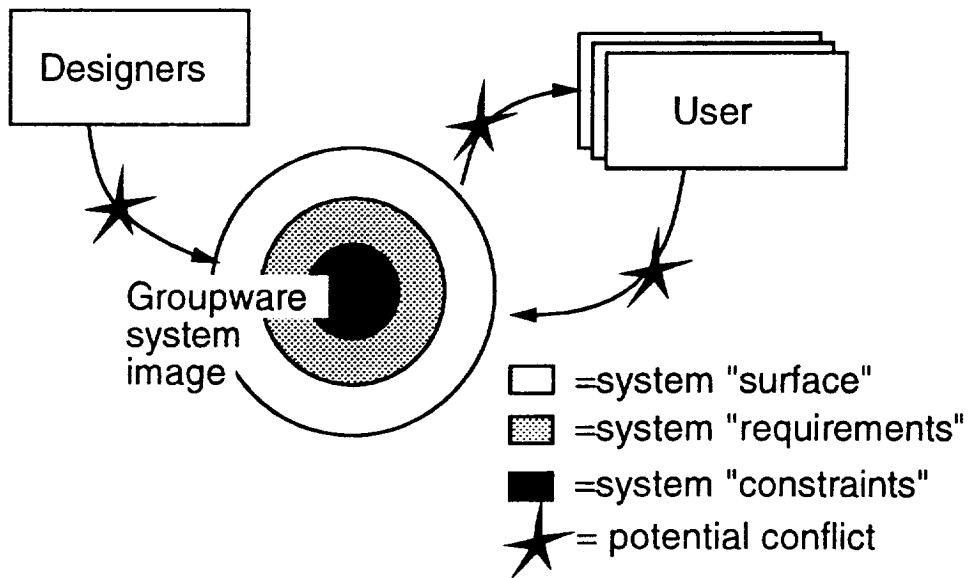 Designers
User
Groupware
system
image
=system "surface"
=system "requirements"
=system "constraints"
= potential conflict